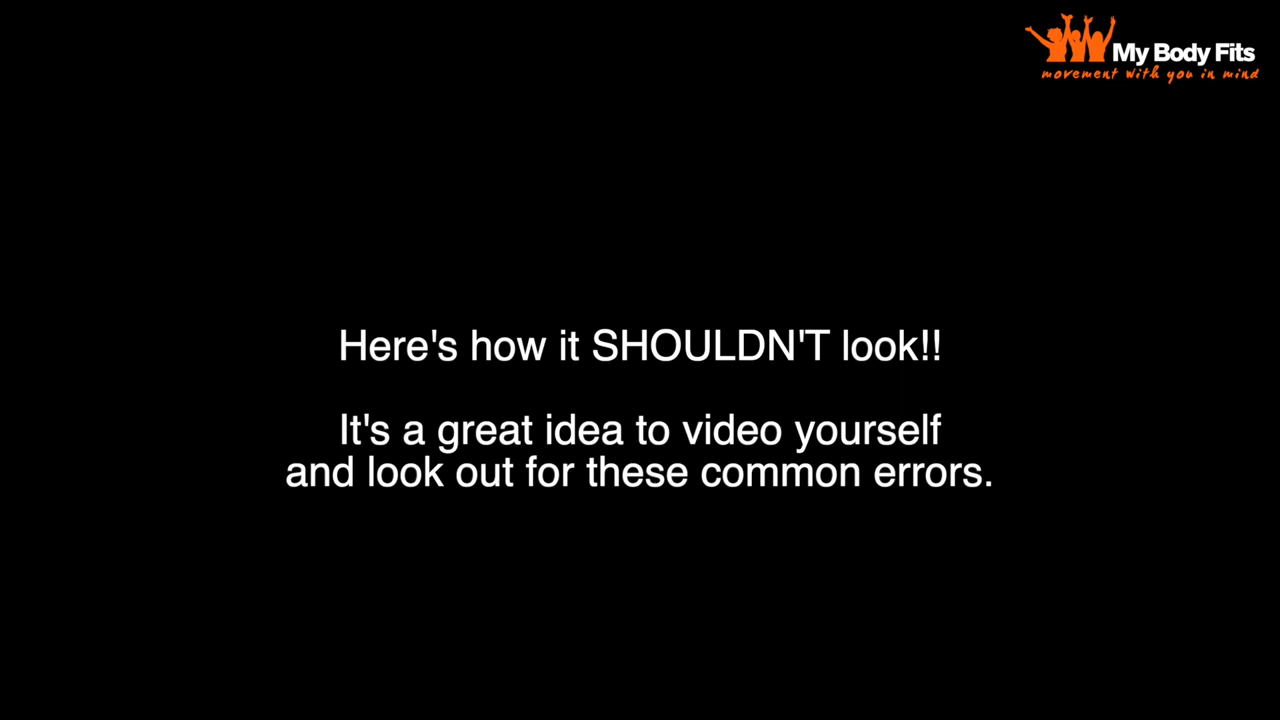 My Body Fits
movement with you in mind
Here's how it SHOULDN'T look!!
It's a great idea to video yourself
and look out for these common errors.